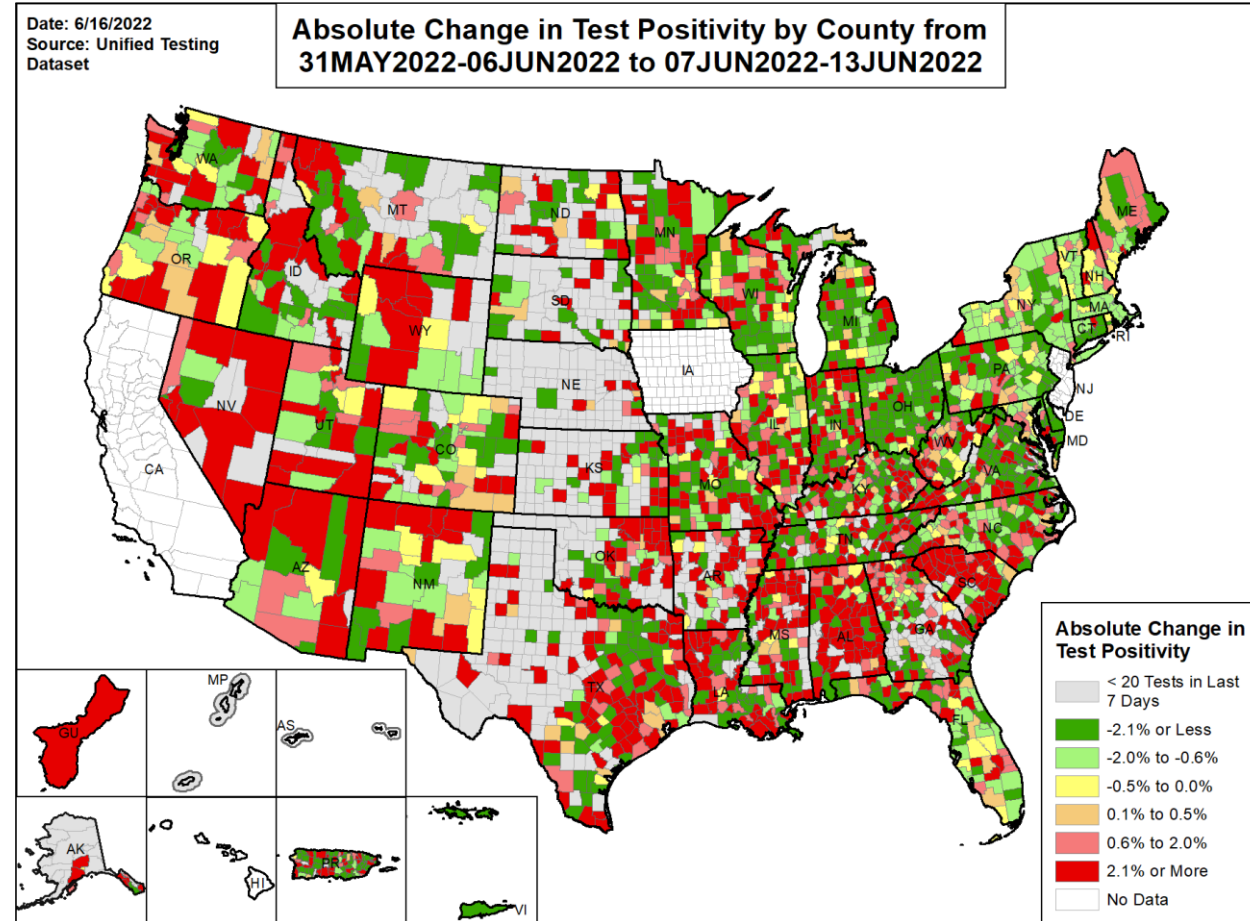 Date: 6/16/2022
Source: Unified Testing
Dataset
Absolute Change in Test Positivity by County from
31MAY2022-06JUN2022 to 07JUN2022-13JUN2022
WA
MT
ND
MN
ME
OR
ID
SD
WI
VT
NH
NY
MA
WY
MI
CT
RI
NE
IA
PA
NJ
NV
UT
OH
DE
IL
IN
MD
CO
WV
CA
KS
MO
VA
KY
NC
TN
OK
AZ
NM
AR
SC
MS
AL
GA
TX
LA
FL
MP
GU
AS
AK
HI
PR
VI
Absolute Change in
Test Positivity
< 20 Tests in Last
7 Days
-2.1% or Less
-2.0% to -0.6%
-0.5% to 0.0%
0.1% to 0.5%
0.6% to 2.0%
2.1% or More
No Data